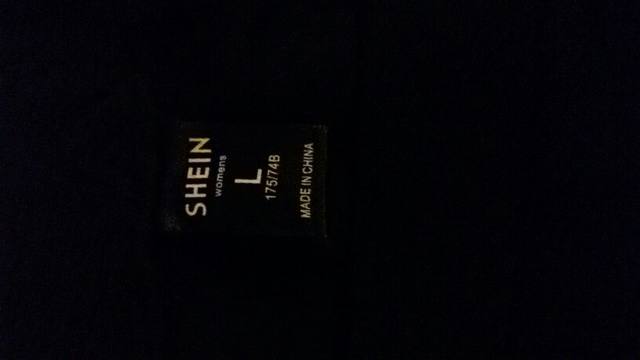 SHEIN
womens
L
175/74B
MADE IN CHINA